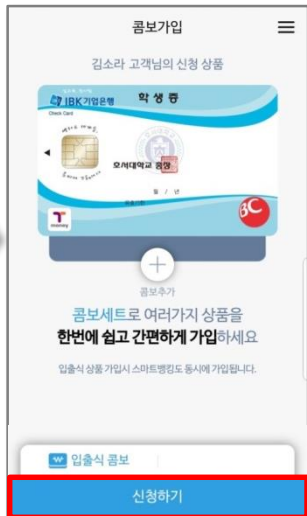 콤보가입
김소라 고객님의 신청 상품
IBK기업은행 학생증
Check Card
호서대학교 총장
월 / 년
BC
T
money
콤보추가
콤보세트로 여러가지 상품을
한번에 쉽고 간편하게 가입하세요
입출식 상품 가입시 스마트뱅킹도 동시에 가입됩니다.
입출식 콤보
신청하기